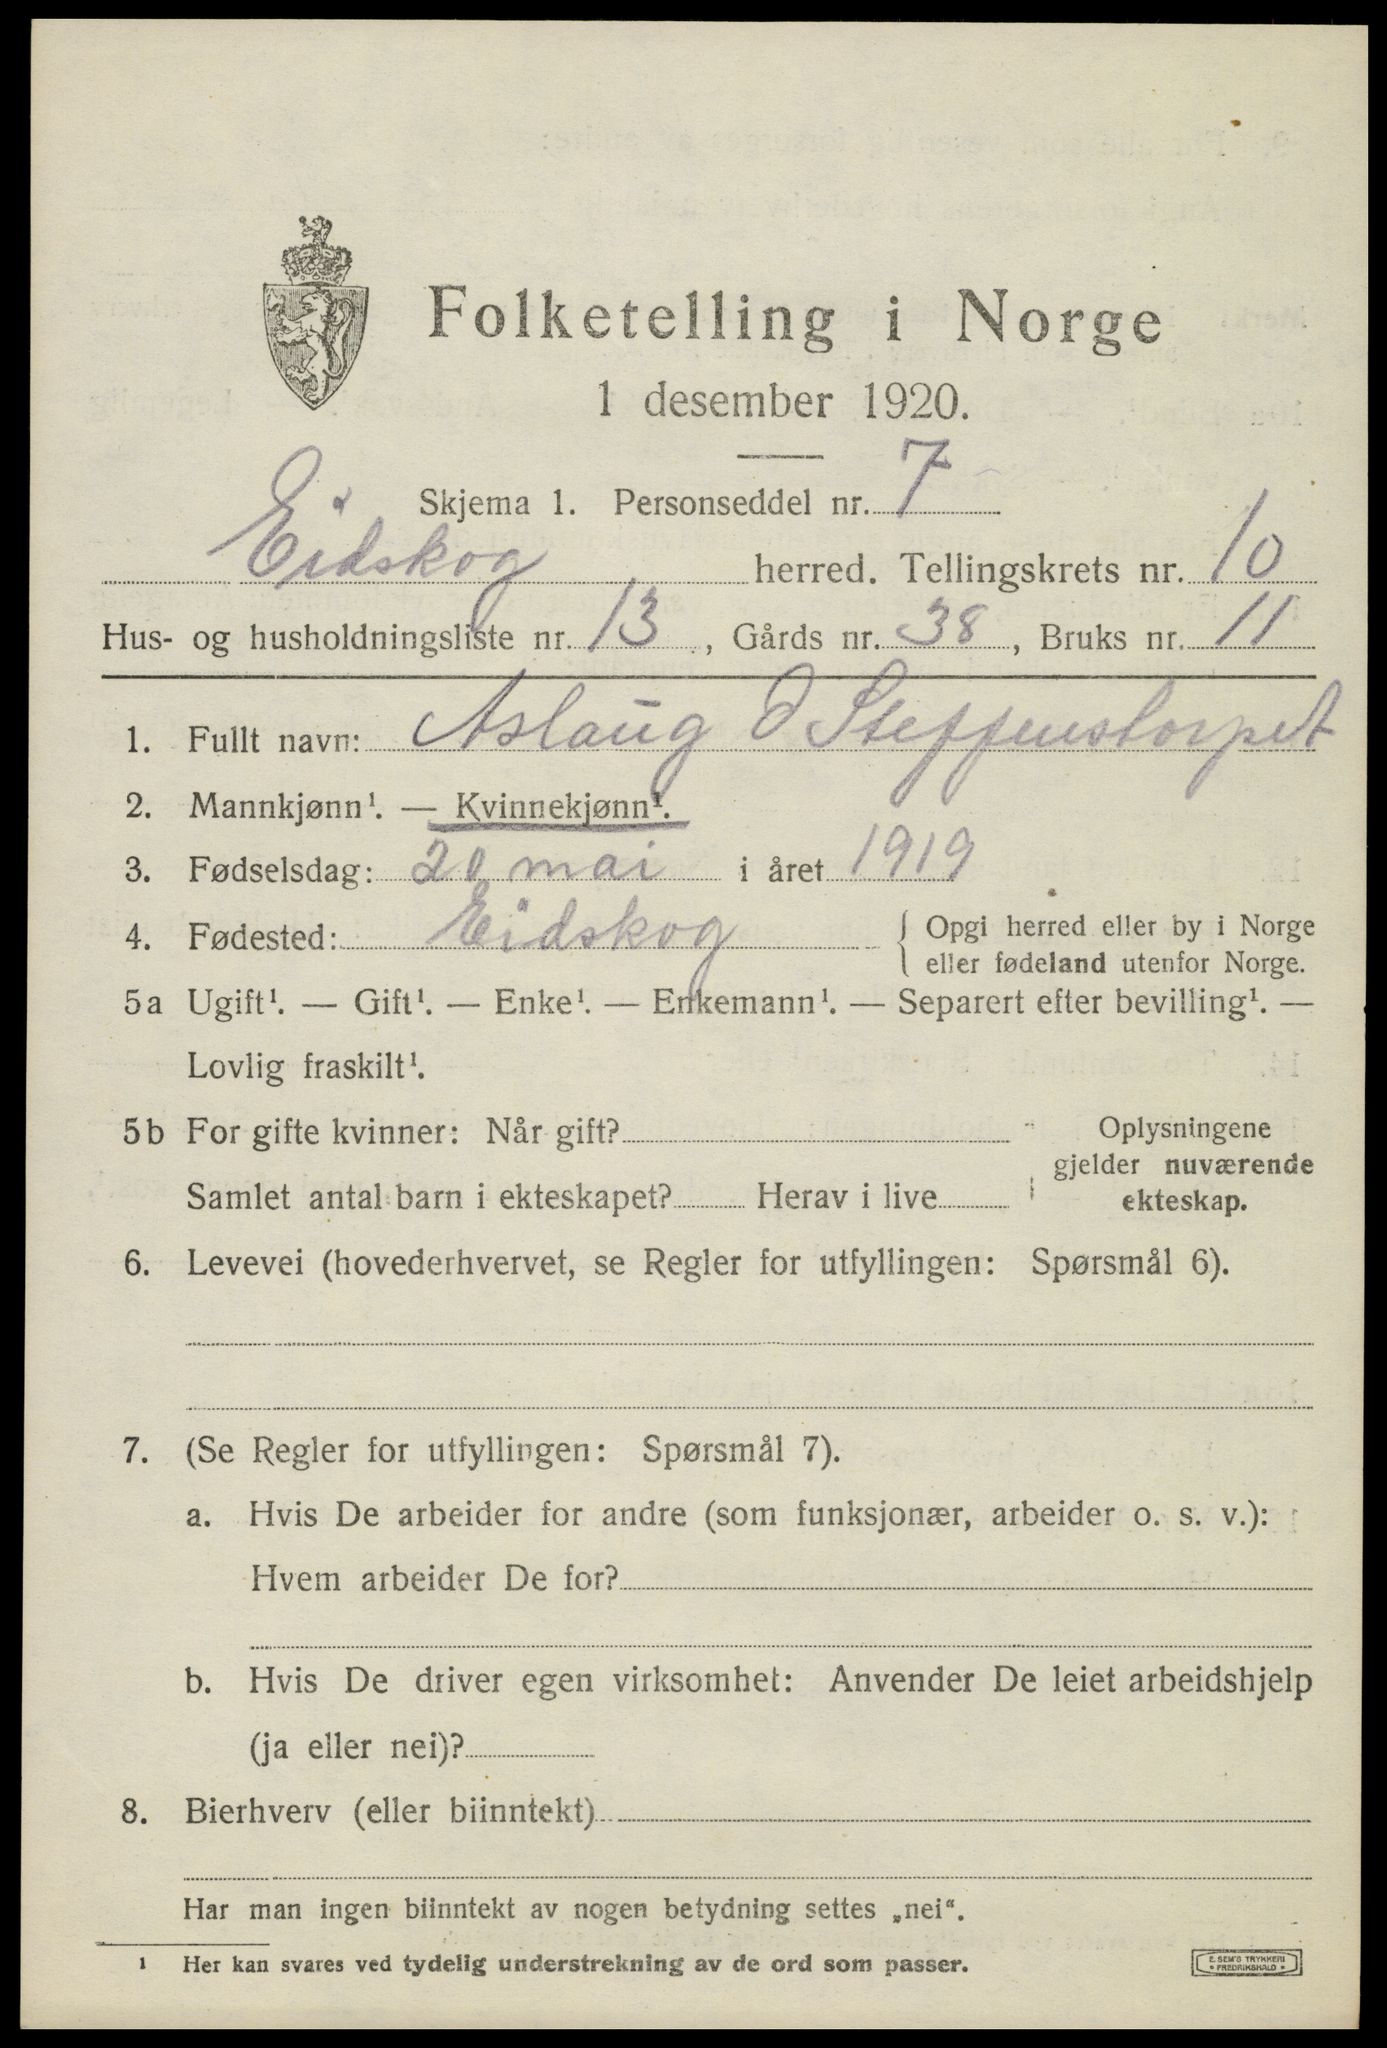 Folketelling i Norge
1 desember 1920.
Skjema 1. Personseddel nr. 7
Eidskog herred. Tellingskrets nr. 10
Hus- og husholdningsliste nr. 13, Gårds nr. 38, Bruks nr. 11
1. Fullt navn: Aslaug O Steffenstorpet
2. Mannkjønn¹. — Kvinnekjønn¹.
3. Fødselsdag: 20 mai i året 1919
4. Fødested: Eidskog { Opgi herred eller by i Norge
eller fødeland utenfor Norge.
5a Ugift¹. — Gift¹. — Enke¹. — Enkemann¹. — Separert efter bevilling¹. —
Lovlig fraskilt¹.
5b For gifte kvinner: Når gift? Oplysningene
gjelder nuværende
Samlet antal barn i ekteskapet? Herav i live ekteskap.
6. Levevei (hovederhvervet, se Regler for utfyllingen: Spørsmål 6).
7. (Se Regler for utfyllingen: Spørsmål 7).
a. Hvis De arbeider for andre (som funksjonær, arbeider o. s. v.):
Hvem arbeider De for?
b. Hvis De driver egen virksomhet: Anvender De leiet arbeidshjelp
(ja eller nei)?
8. Bierhverv (eller biinntekt)
Har man ingen biinntekt av nogen betydning settes „nei“.
¹ Her kan svares ved tydelig understrekning av de ord som passer.
E. SEM'S TRYKKERI
FREDRIKSHALD